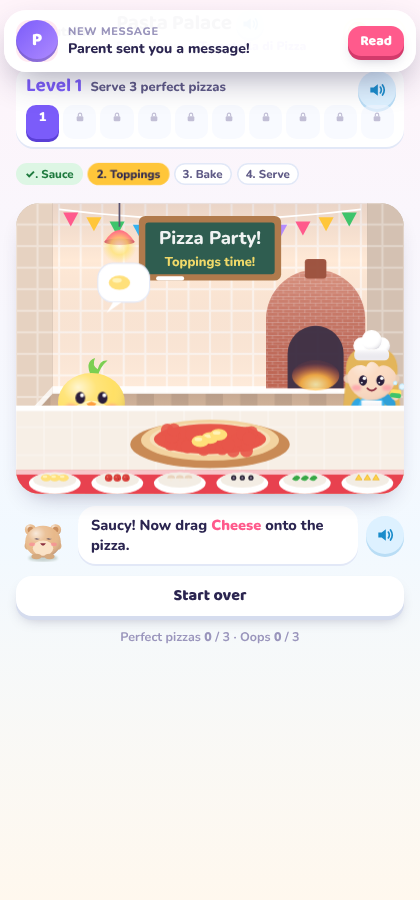 P
NEW MESSAGE
Parent sent you a message!
Read
Pasta Palace
Level 1 Serve 3 perfect pizzas
1
✓. Sauce
2. Toppings
3. Bake
4. Serve
Pizza Party!
Toppings time!
Saucy! Now drag Cheese onto the
pizza.
Start over
Perfect pizzas 0 / 3 · Oops 0 / 3